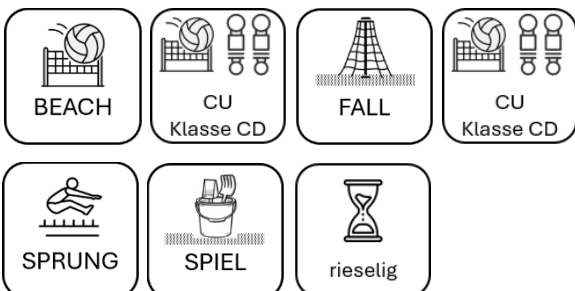 BEACH
CU
Klasse CD
FALL
CU
Klasse CD
SPRUNG
SPIEL
rieselig